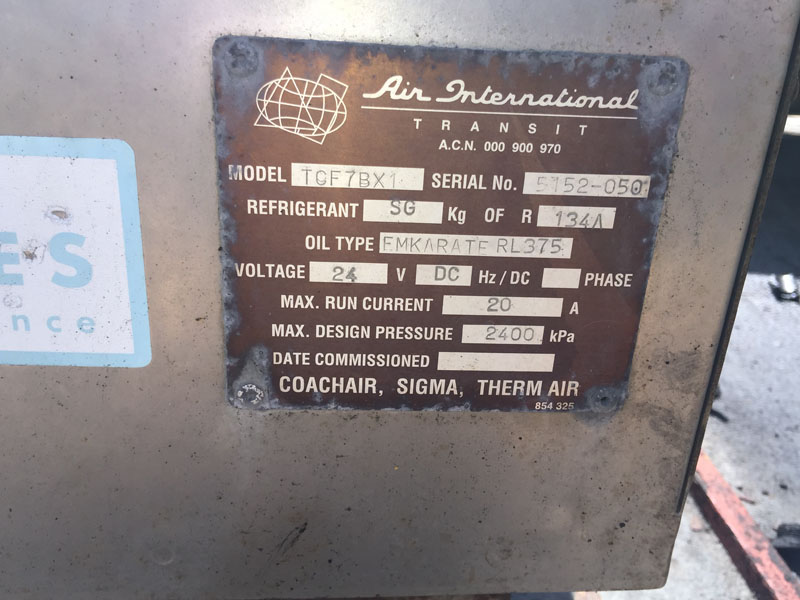 Air International
TRANSIT
A.C.N. 000 900 970
MODEL TCF7BX1 SERIAL No. 5152-050
REFRIGERANT SG Kg OF R 134A
OIL TYPE EMKARATE RL375
VOLTAGE 24 V DC Hz / DC PHASE
MAX. RUN CURRENT 20 A
MAX. DESIGN PRESSURE 2400 kPa
DATE COMMISSIONED
COACHAIR, SIGMA, THERM AIR
854 325
ES
nce